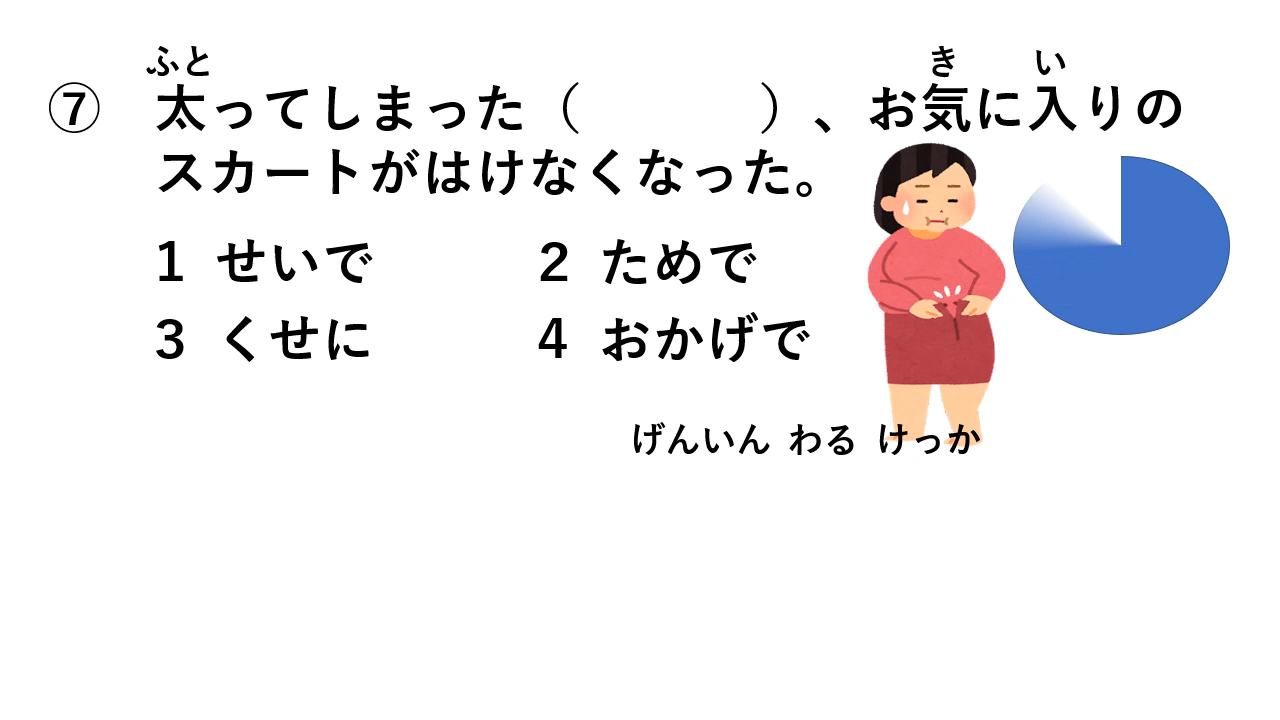 ふと き い
⑦ 太ってしまった（　　　）、お気に入りの
スカートがはけなくなった。
1 せいで 2 ためで
3 くせに 4 おかげで
げんいん わる けっか